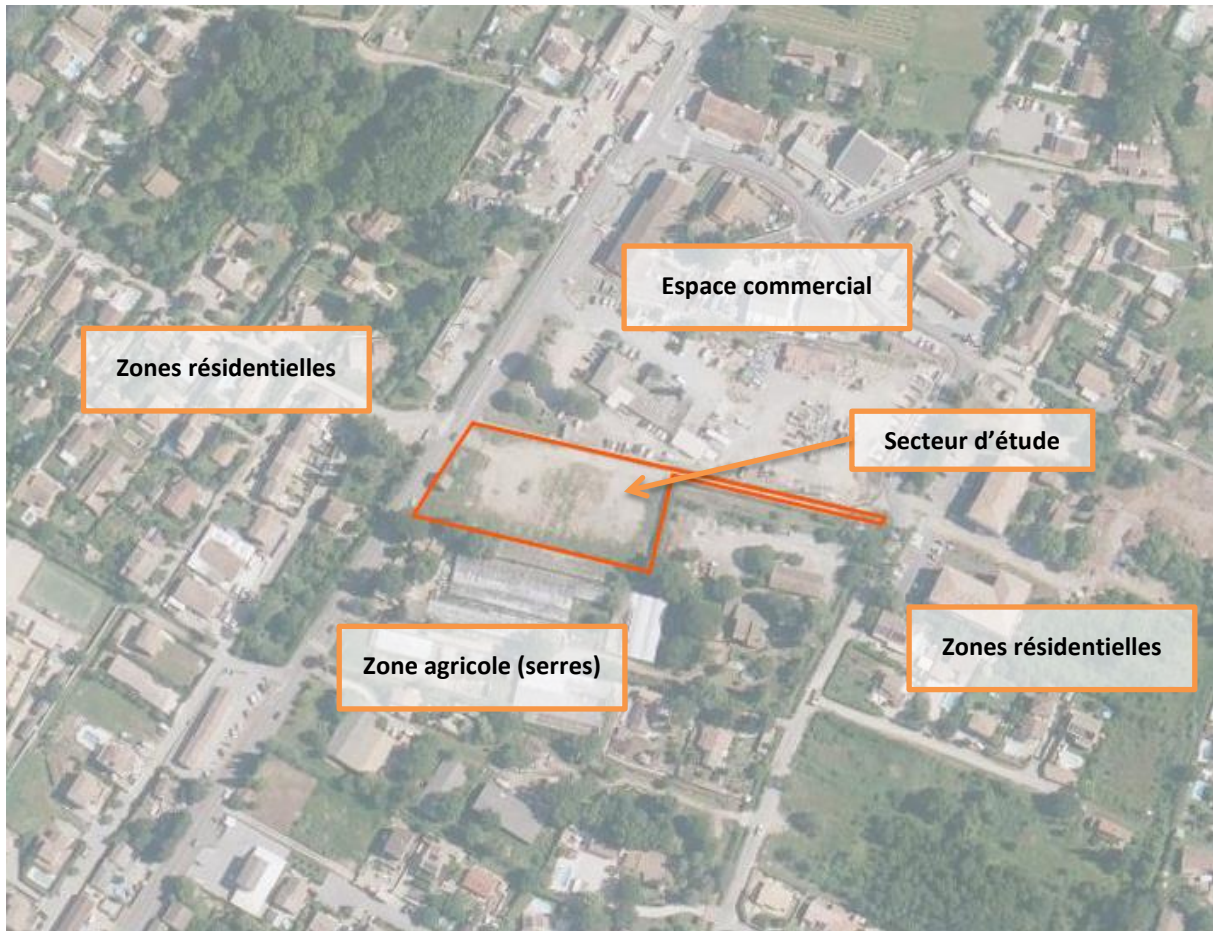 Espace commercial
Zones résidentielles
Secteur d’étude
Zone agricole (serres)
Zones résidentielles